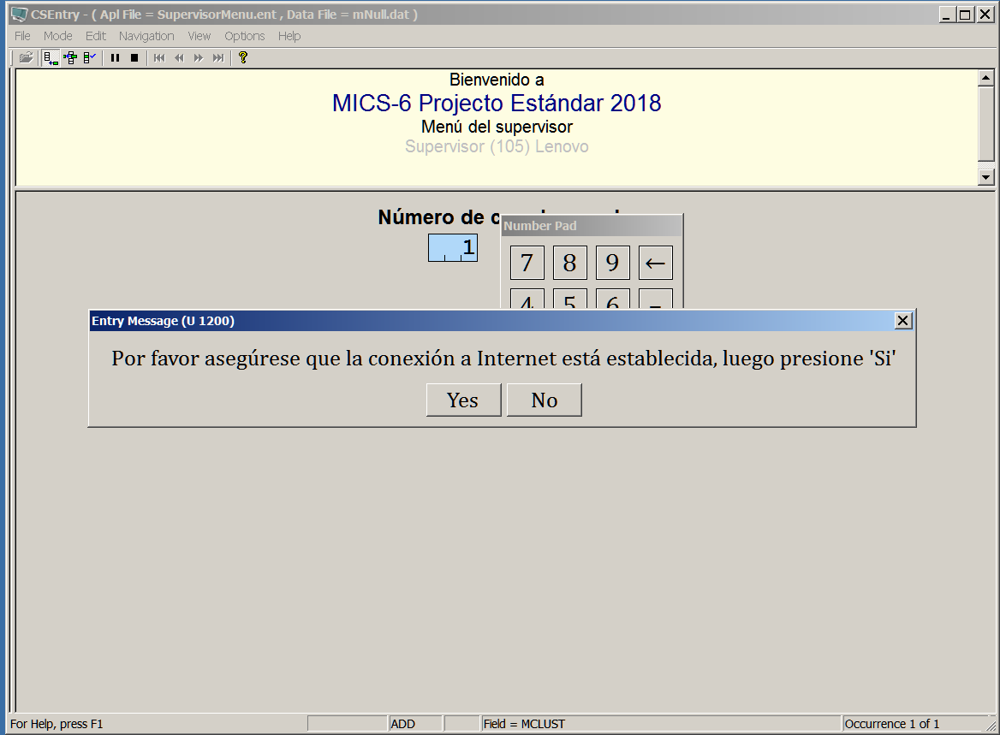 CSEntry - ( Apl File = SupervisorMenu.ent , Data File = mNull.dat )
File Mode Edit Navigation View Options Help
Bienvenido a
MICS-6 Projecto Estándar 2018
Menú del supervisor
Supervisor (105) Lenovo
Número de
Number Pad
1
7 8 9 ←
4 5 6 -
Entry Message (U 1200)
Por favor asegúrese que la conexión a Internet está establecida, luego presione 'Si'
Yes No
For Help, press F1 ADD Field = MCLUST Occurrence 1 of 1